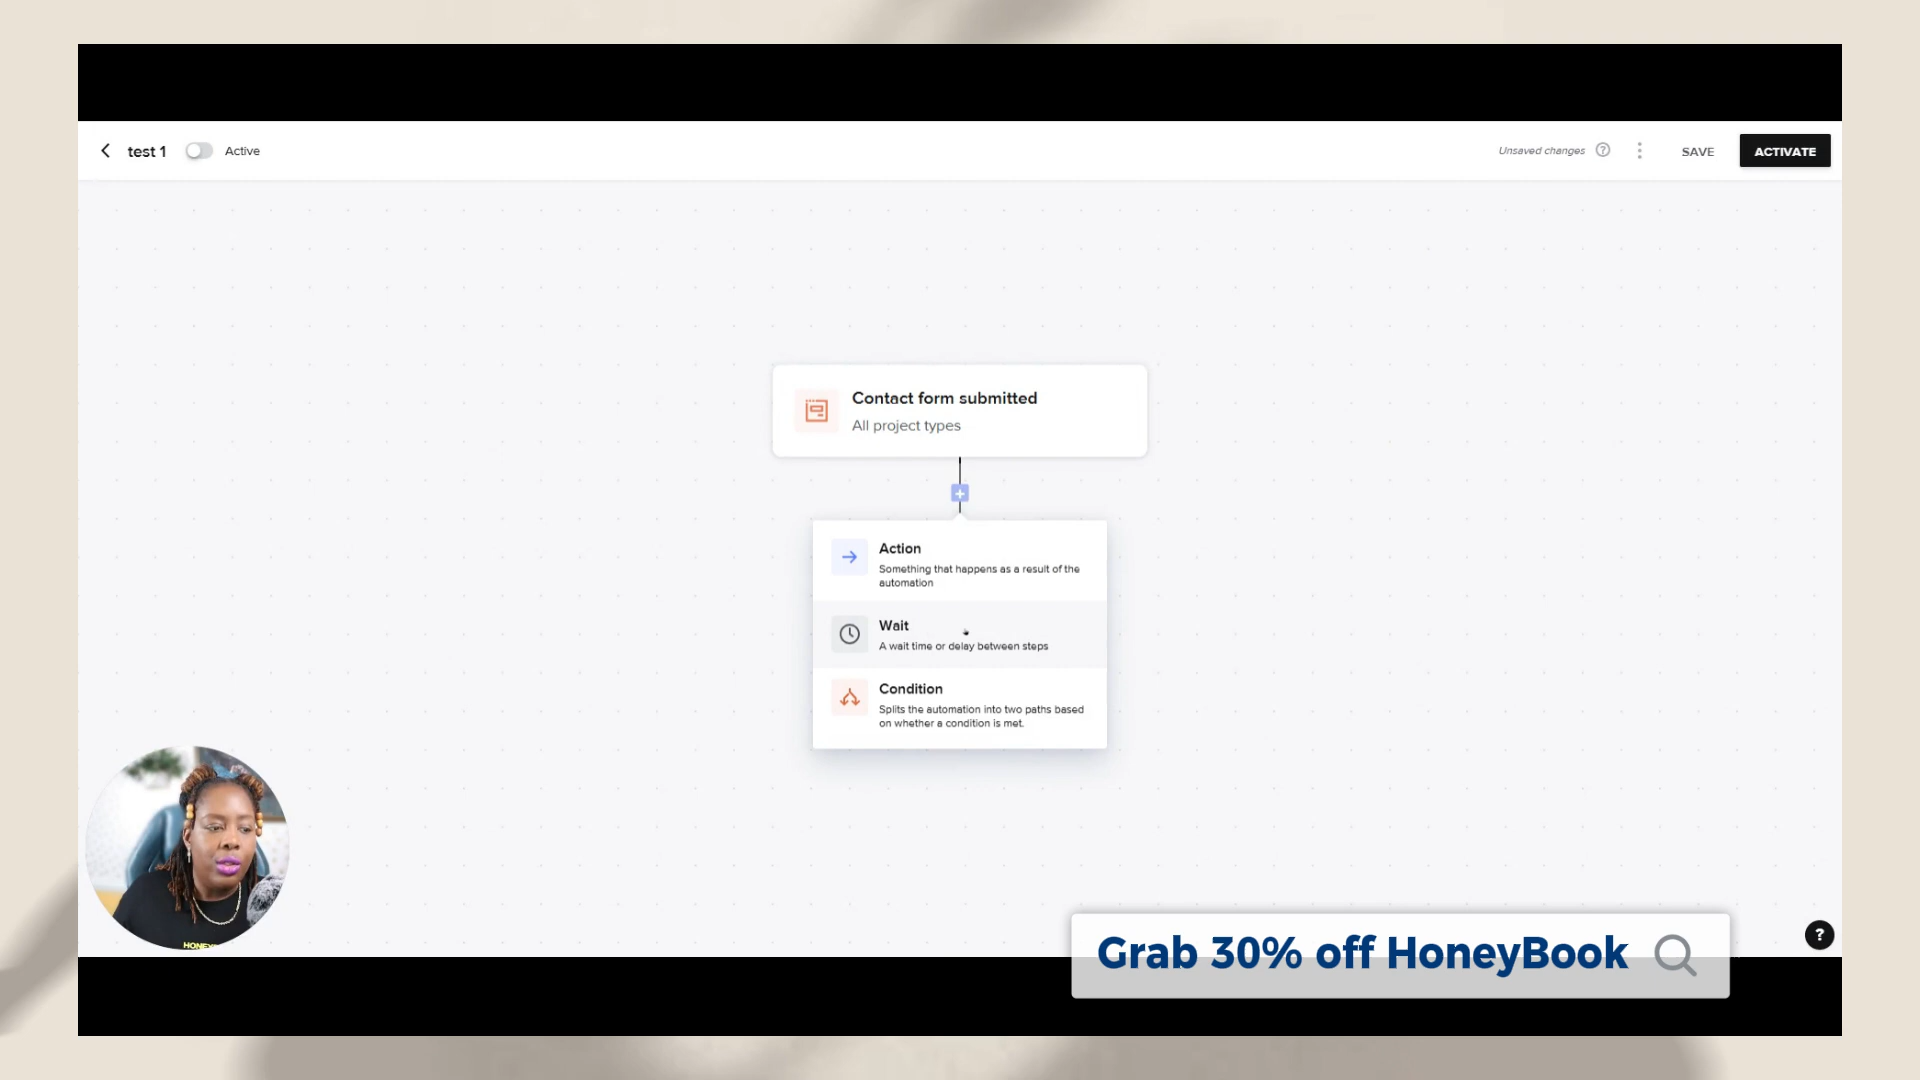 test 1
Active
Unsaved changes
?
SAVE
ACTIVATE
Contact form submitted
All project types
+
Action
Something that happens as a result of the
automation
Wait
A wait time or delay between steps
Condition
Splits the automation into two paths based
on whether a condition is met.
Grab 30% off HoneyBook
?